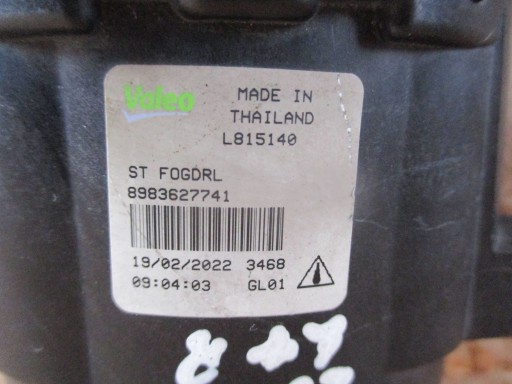 Valeo
MADE IN
THAILAND
L815140
ST FOGDRL
8983627741
19/02/2022 3468
09:04:03 GL01